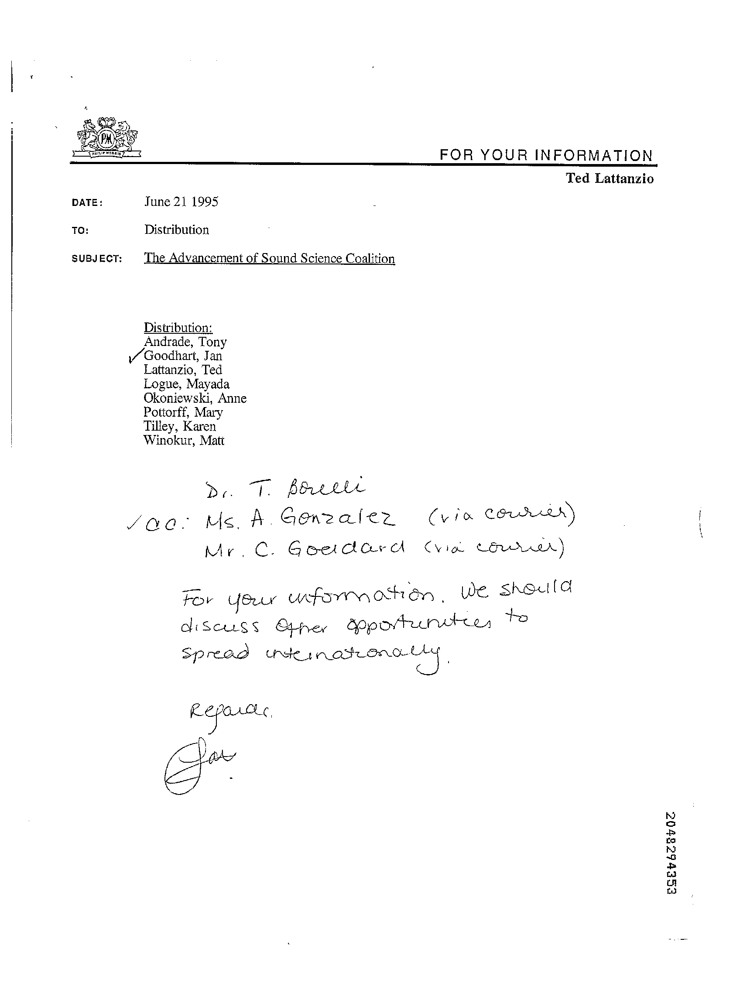 PM
FOR YOUR INFORMATION
Ted Lattanzio
DATE: June 21 1995
TO: Distribution
SUBJECT: The Advancement of Sound Science Coalition
Distribution:
Andrade, Tony
Goodhart, Jan
Lattanzio, Ted
Logue, Mayada
Okoniewski, Anne
Pottorff, Mary
Tilley, Karen
Winokur, Matt
Dr. T. Borelli
cc: Ms. A. Gonzalez (via courier)
Mr. C. Goeddard (via courier)
For your information. We should
discuss other opportunities to
spread internationally.
Regards.
Jan
2048294353